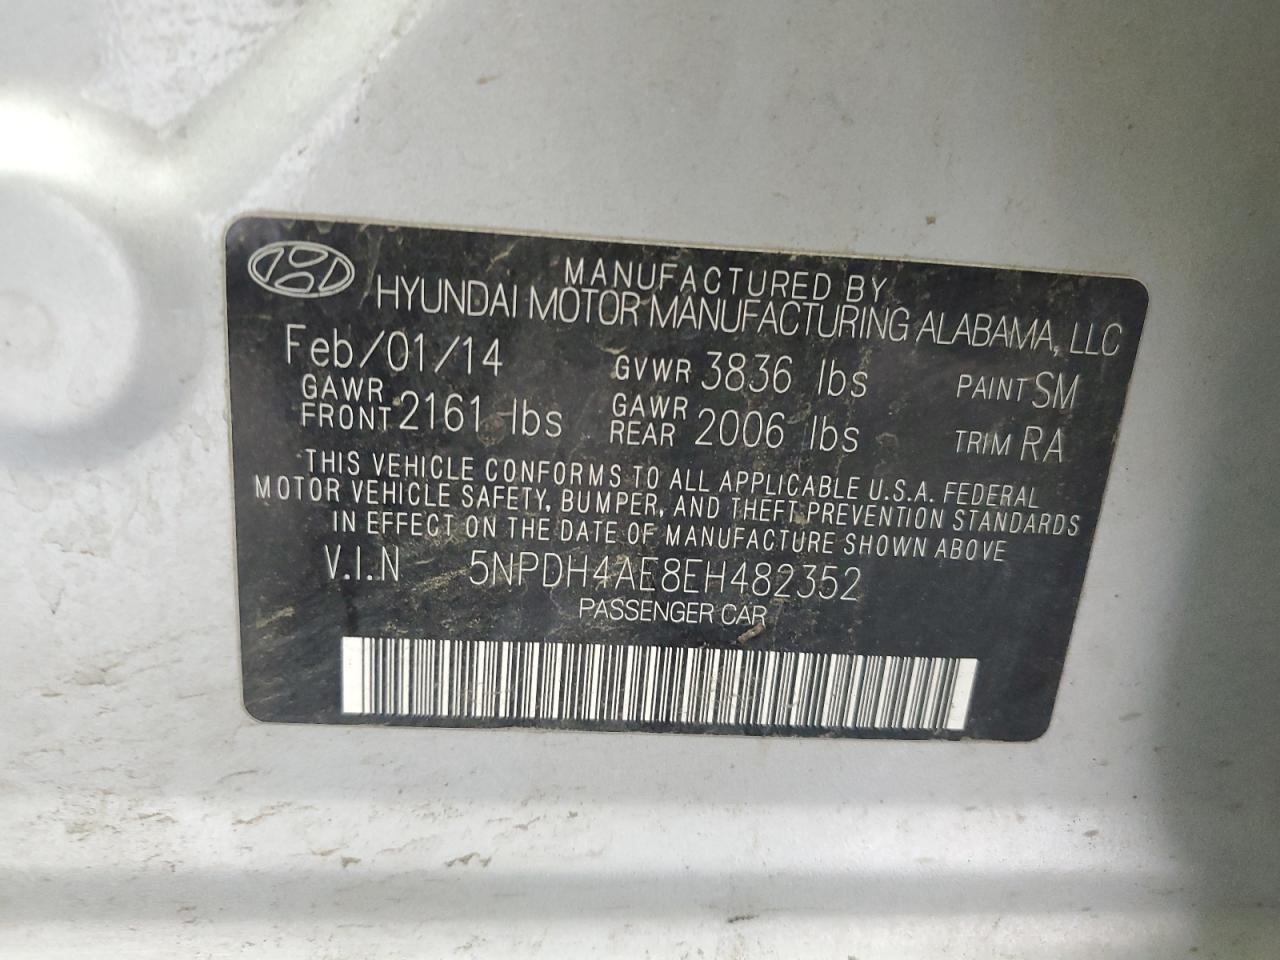 MANUFACTURED BY
HYUNDAI MOTOR MANUFACTURING ALABAMA, LLC
Feb/01/14 GVWR 3836 lbs PAINT SM
GAWR FRONT 2161 lbs GAWR REAR 2006 lbs TRIM RA
THIS VEHICLE CONFORMS TO ALL APPLICABLE U.S.A. FEDERAL
MOTOR VEHICLE SAFETY, BUMPER, AND THEFT PREVENTION STANDARDS
IN EFFECT ON THE DATE OF MANUFACTURE SHOWN ABOVE
V.I.N 5NPDH4AE8EH482352
PASSENGER CAR